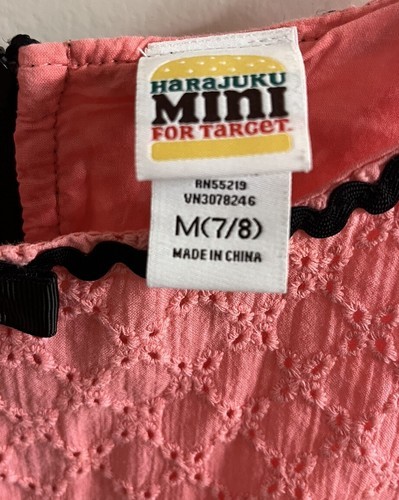 HaRAJUKU
MINI
FOR TaRGeT
RN55219
VN3078246
M(7/8)
MADE IN CHINA